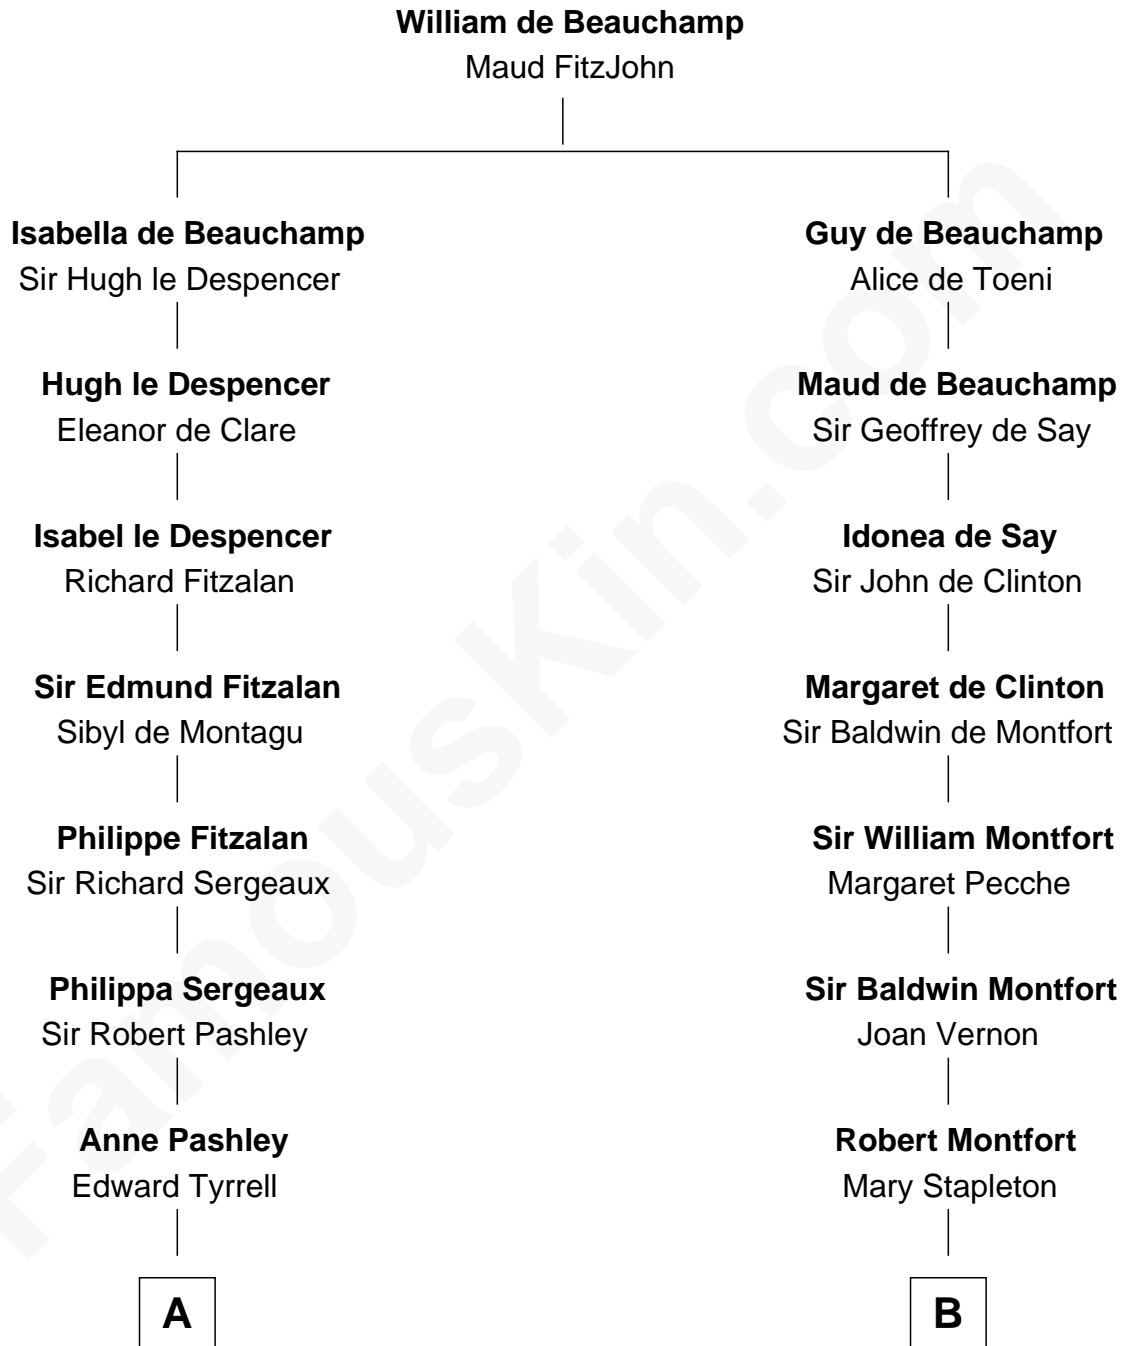 William de Beauchamp
Maud FitzJohn
Isabella de Beauchamp
Sir Hugh le Despencer
Guy de Beauchamp
Alice de Toeni
Hugh le Despencer
Eleanor de Clare
Maud de Beauchamp
Sir Geoffrey de Say
Isabel le Despencer
Richard Fitzalan
Idonea de Say
Sir John de Clinton
Sir Edmund Fitzalan
Sibyl de Montagu
Margaret de Clinton
Sir Baldwin de Montfort
Philippe Fitzalan
Sir Richard Sergeaux
Sir William Montfort
Margaret Pecche
Philippa Sergeaux
Sir Robert Pashley
Sir Baldwin Montfort
Joan Vernon
Anne Pashley
Edward Tyrrell
Robert Montfort
Mary Stapleton
A
B
FamousKin.com